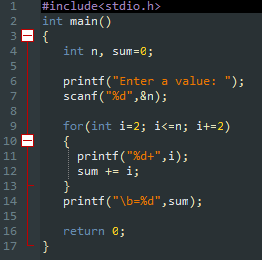 1 #include<stdio.h>
2 int main()
3 {
4 int n, sum=0;
5
6 printf("Enter a value: ");
7 scanf("%d",&n);
8
9 for(int i=2; i<=n; i+=2)
10 {
11 printf("%d+",i);
12 sum += i;
13 }
14 printf("\b=%d",sum);
15
16 return 0;
17 }